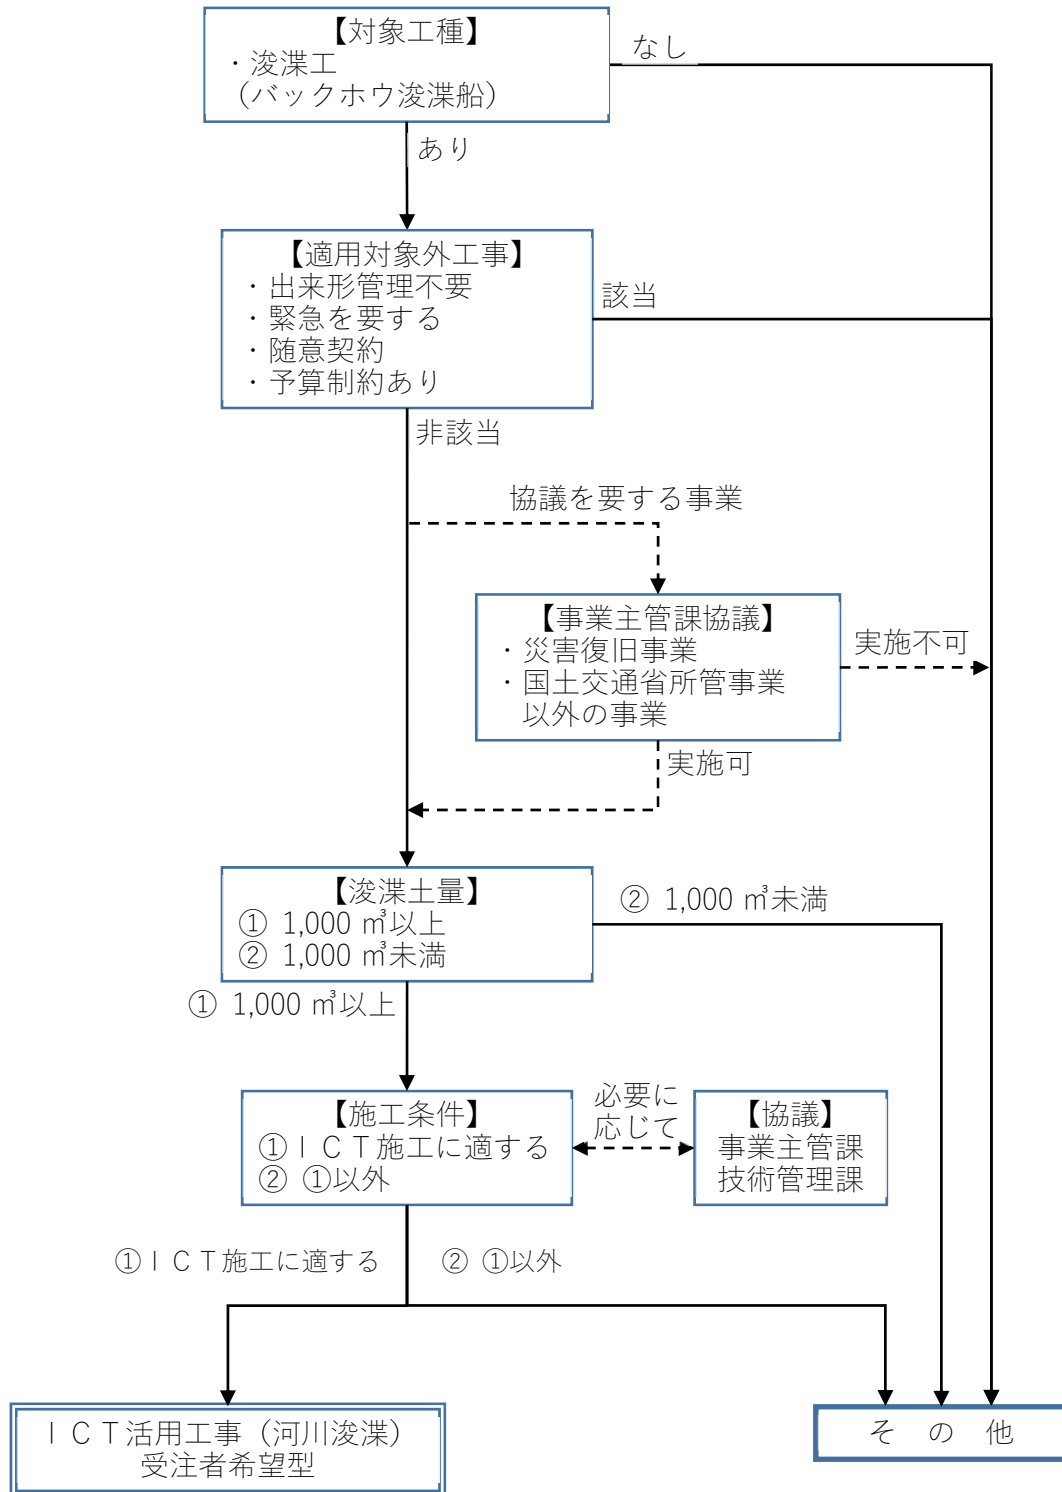 【対象工種】
・浚渫工
（バックホウ浚渫船）
なし
あり
【適用対象外工事】
・出来形管理不要
・緊急を要する
・随意契約
・予算制約あり
該当
非該当
協議を要する事業
【事業主管課協議】
・災害復旧事業
・国土交通省所管事業
以外の事業
実施不可
実施可
【浚渫土量】
① 1,000 ㎥以上
② 1,000 ㎥未満
② 1,000 ㎥未満
① 1,000 ㎥以上
【施工条件】
①ＩＣＴ施工に適する
② ①以外
必要に
応じて
【協議】
事業主管課
技術管理課
①ＩＣＴ施工に適する
② ①以外
ＩＣＴ活用工事（河川浚渫）
受注者希望型
そ　の　他